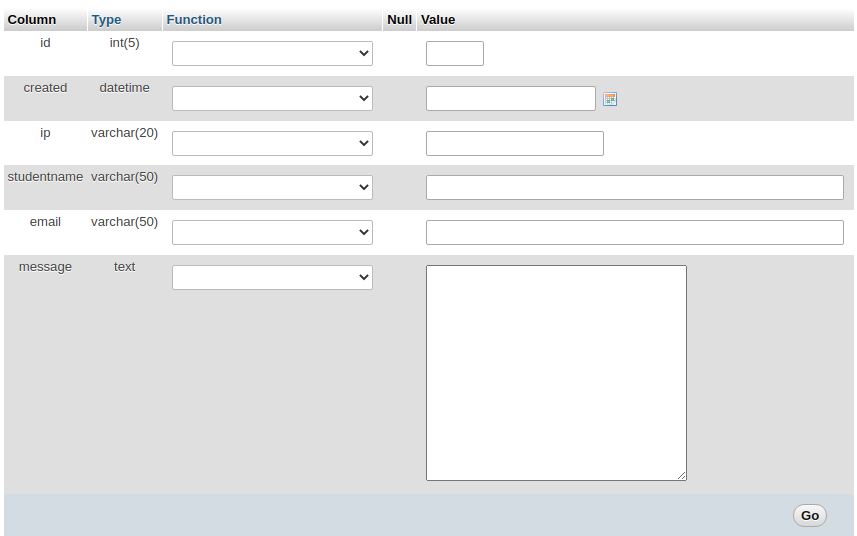 Column Type Function Null Value
id int(5)
created datetime
ip varchar(20)
studentname varchar(50)
email varchar(50)
message text
Go